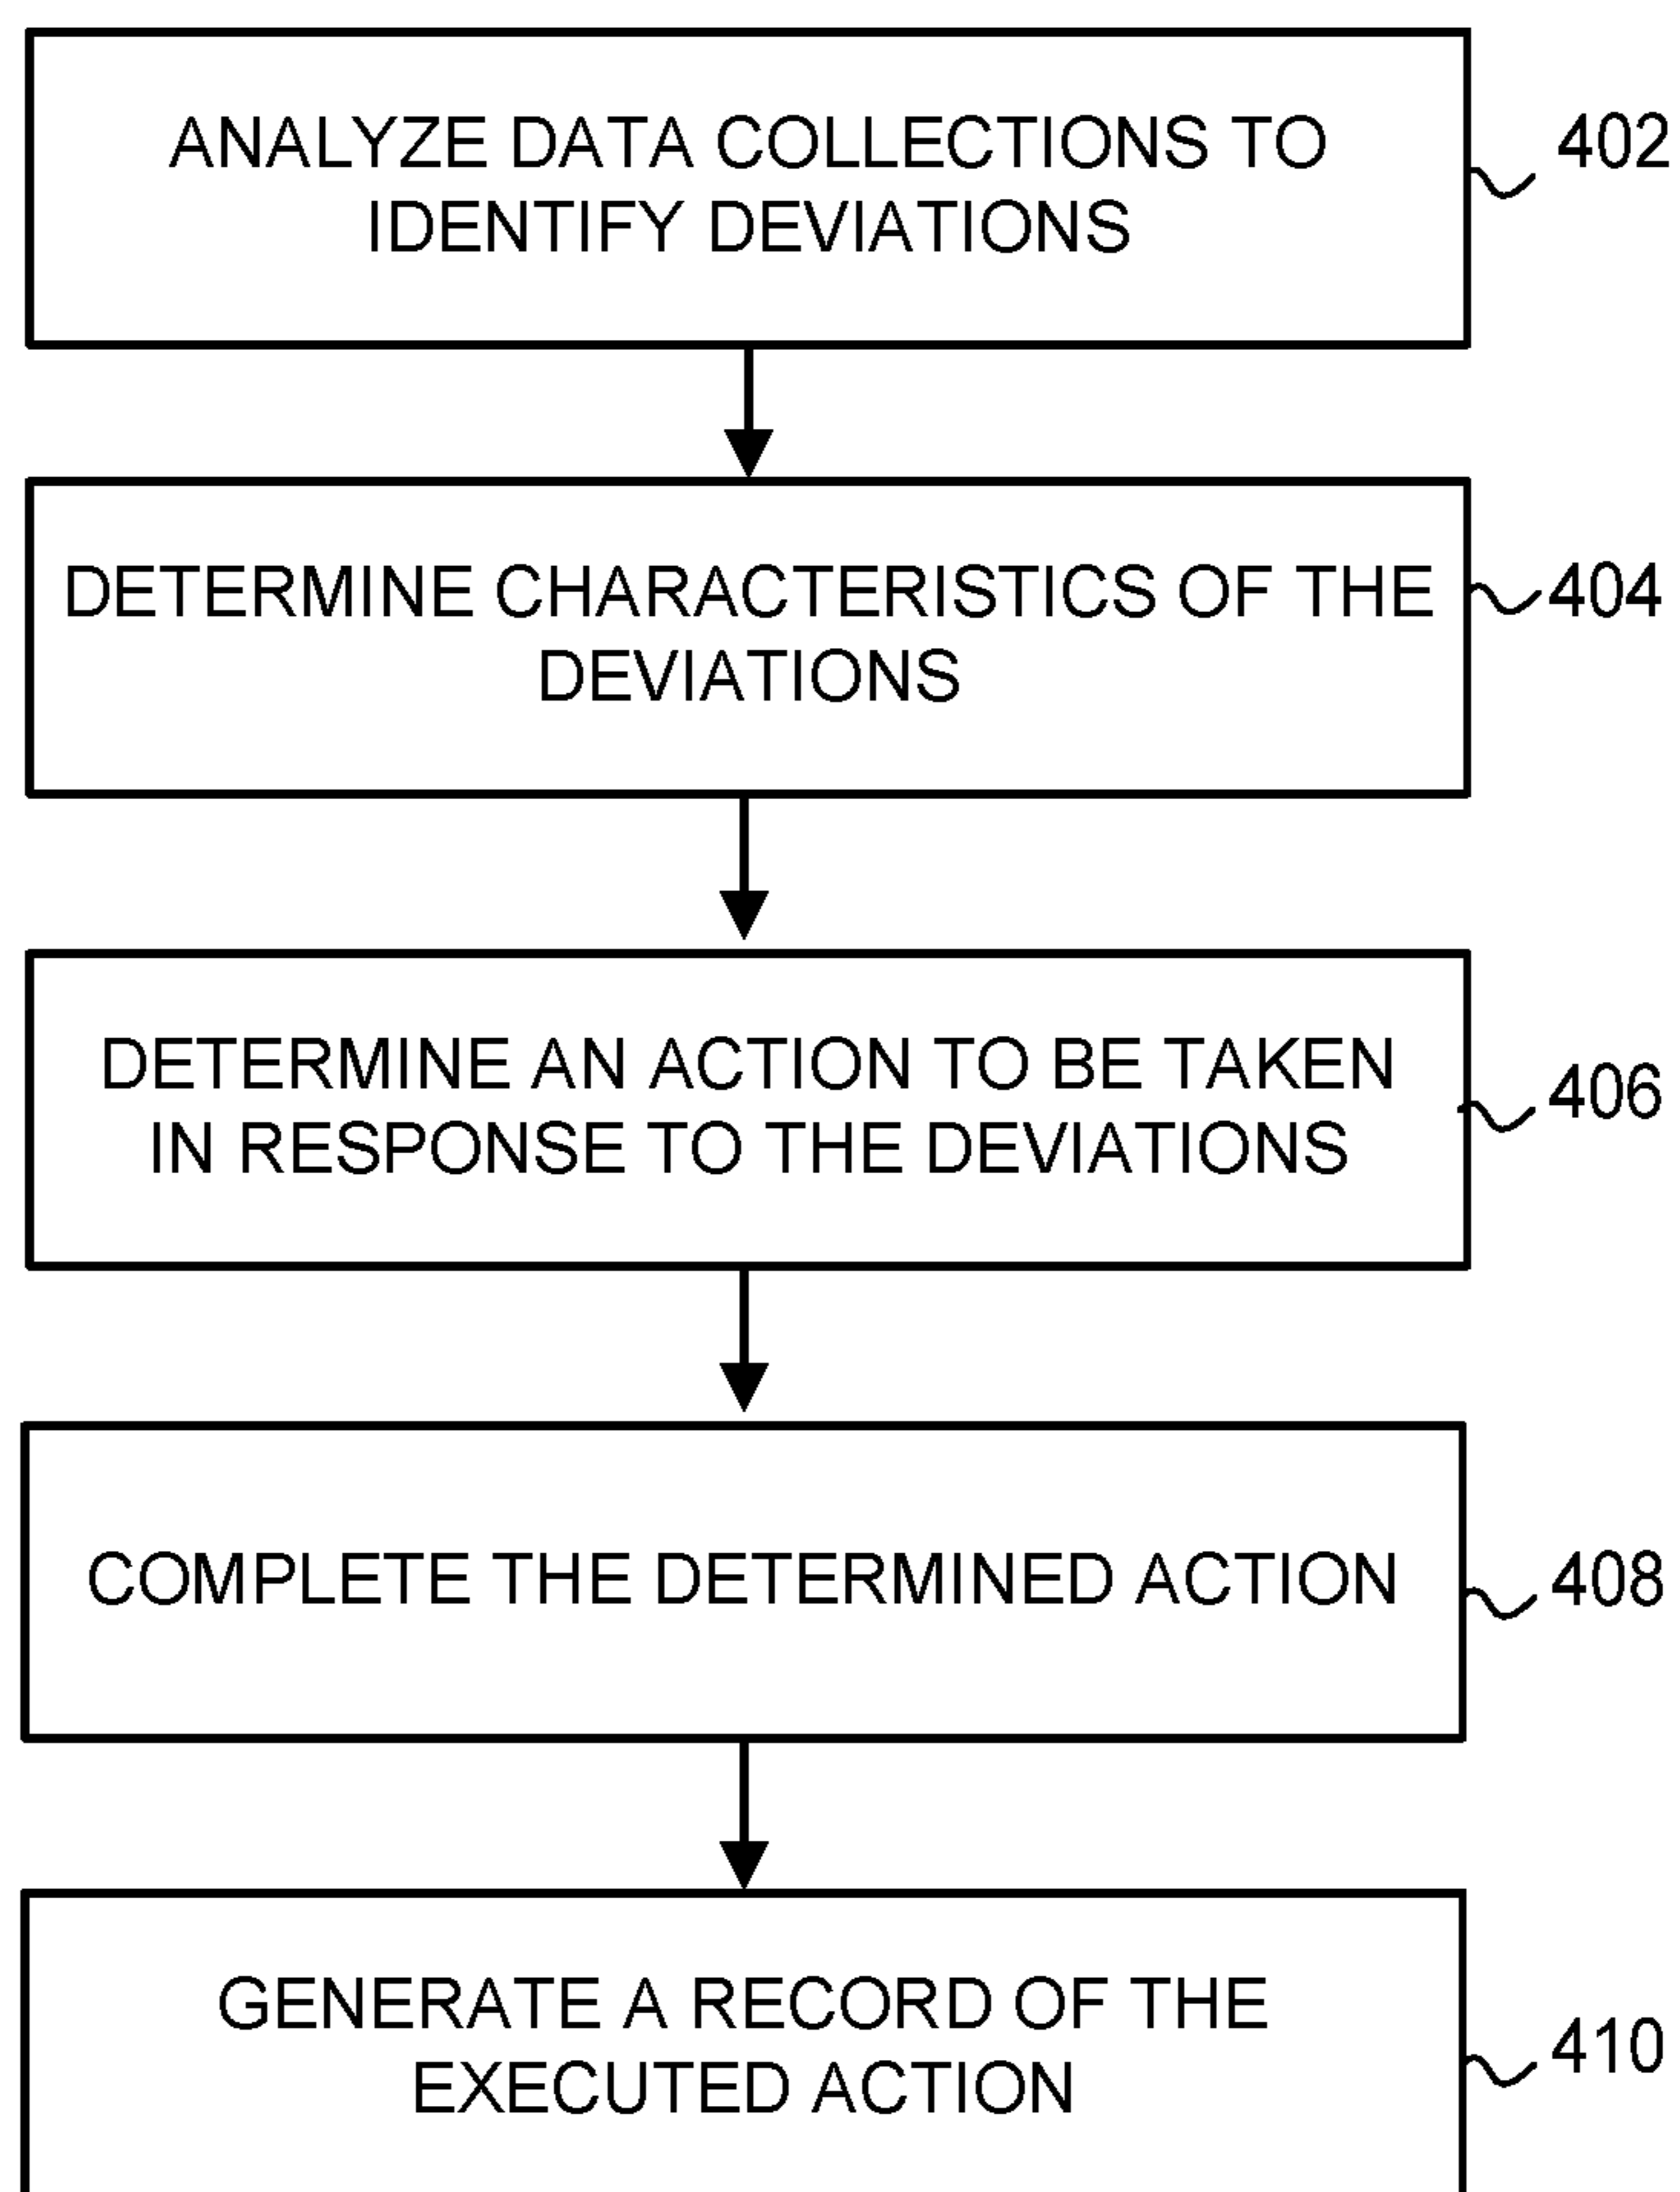 ANALYZE DATA COLLECTIONS TO
IDENTIFY DEVIATIONS
402
DETERMINE CHARACTERISTICS OF THE
DEVIATIONS
404
DETERMINE AN ACTION TO BE TAKEN
IN RESPONSE TO THE DEVIATIONS
406
COMPLETE THE DETERMINED ACTION
408
GENERATE A RECORD OF THE
EXECUTED ACTION
410